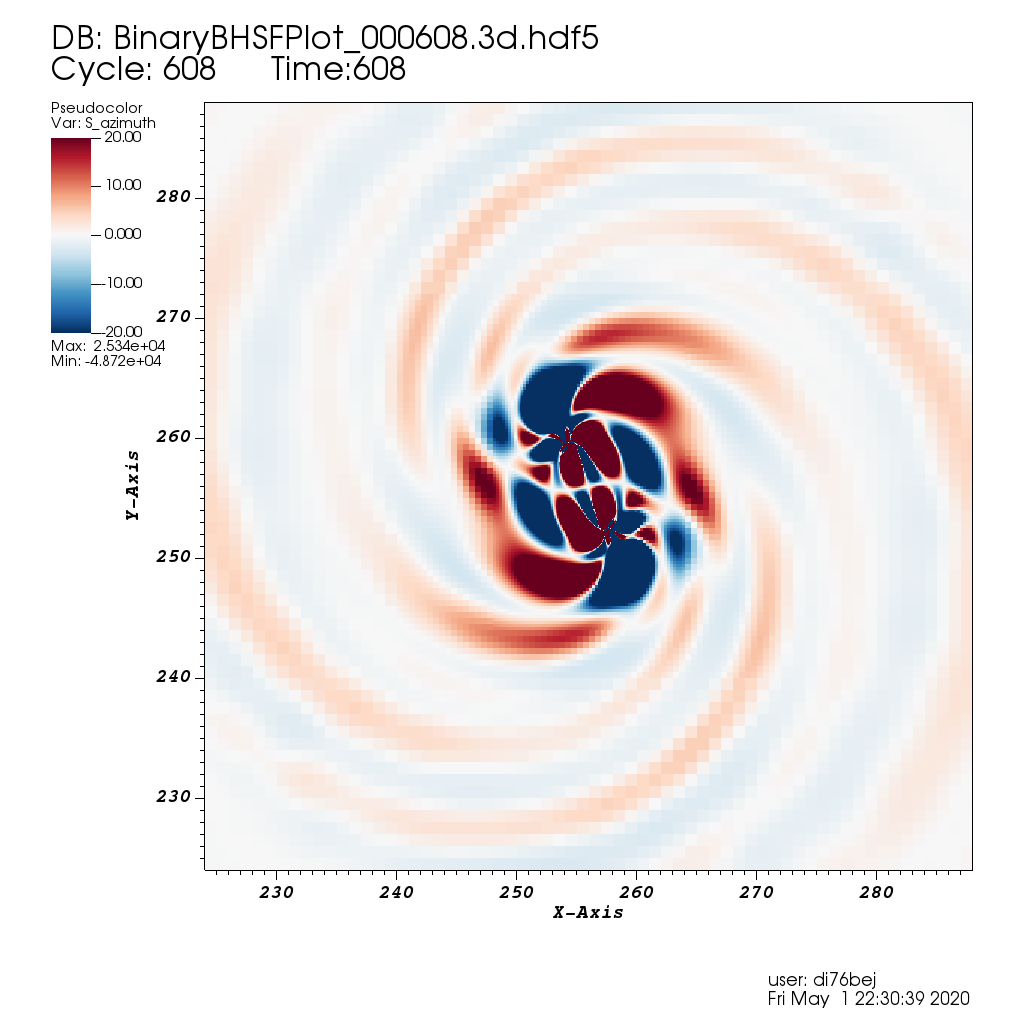 DB: BinaryBHSFPlot_000608.3d.hdf5
Cycle: 608 Time:608
Pseudocolor
Var: S_azimuth
20.00
10.00
0.000
-10.00
-20.00
Max: 2.534e+04
Min: -4.872e+04
280
270
260
250
240
230
Y-Axis
230 240 250 260 270 280
X-Axis
user: di76bej
Fri May 1 22:30:39 2020